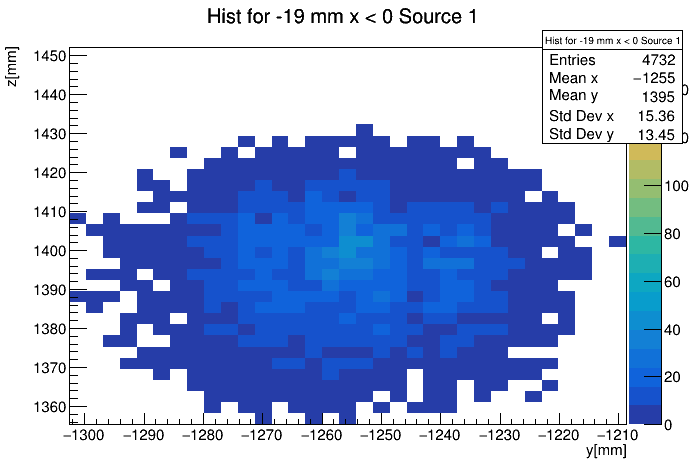 Hist for -19 mm x < 0 Source 1
z[mm]
1450
1440
1430
1420
1410
1400
1390
1380
1370
1360
Hist for -19 mm x < 0 Source 1
Entries 4732
Mean x −1255
Mean y 1395
Std Dev x 15.36
Std Dev y 13.45
0
0
100
80
60
40
20
0
−1300 −1290 −1280 −1270 −1260 −1250 −1240 −1230 −1220 −1210
y[mm]